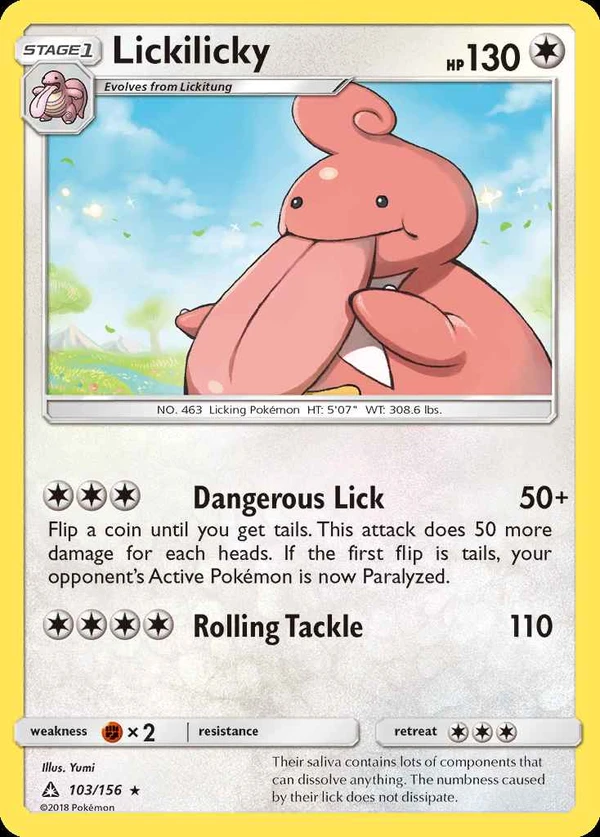 STAGE 1 Lickilicky HP 130
Evolves from Lickitung
NO. 463 Licking Pokémon HT: 5'07" WT: 308.6 lbs.
Dangerous Lick 50+
Flip a coin until you get tails. This attack does 50 more
damage for each heads. If the first flip is tails, your
opponent's Active Pokémon is now Paralyzed.
Rolling Tackle 110
weakness ×2 resistance retreat
Illus. Yumi
103/156 ★
©2018 Pokémon
Their saliva contains lots of components that
can dissolve anything. The numbness caused
by their lick does not dissipate.